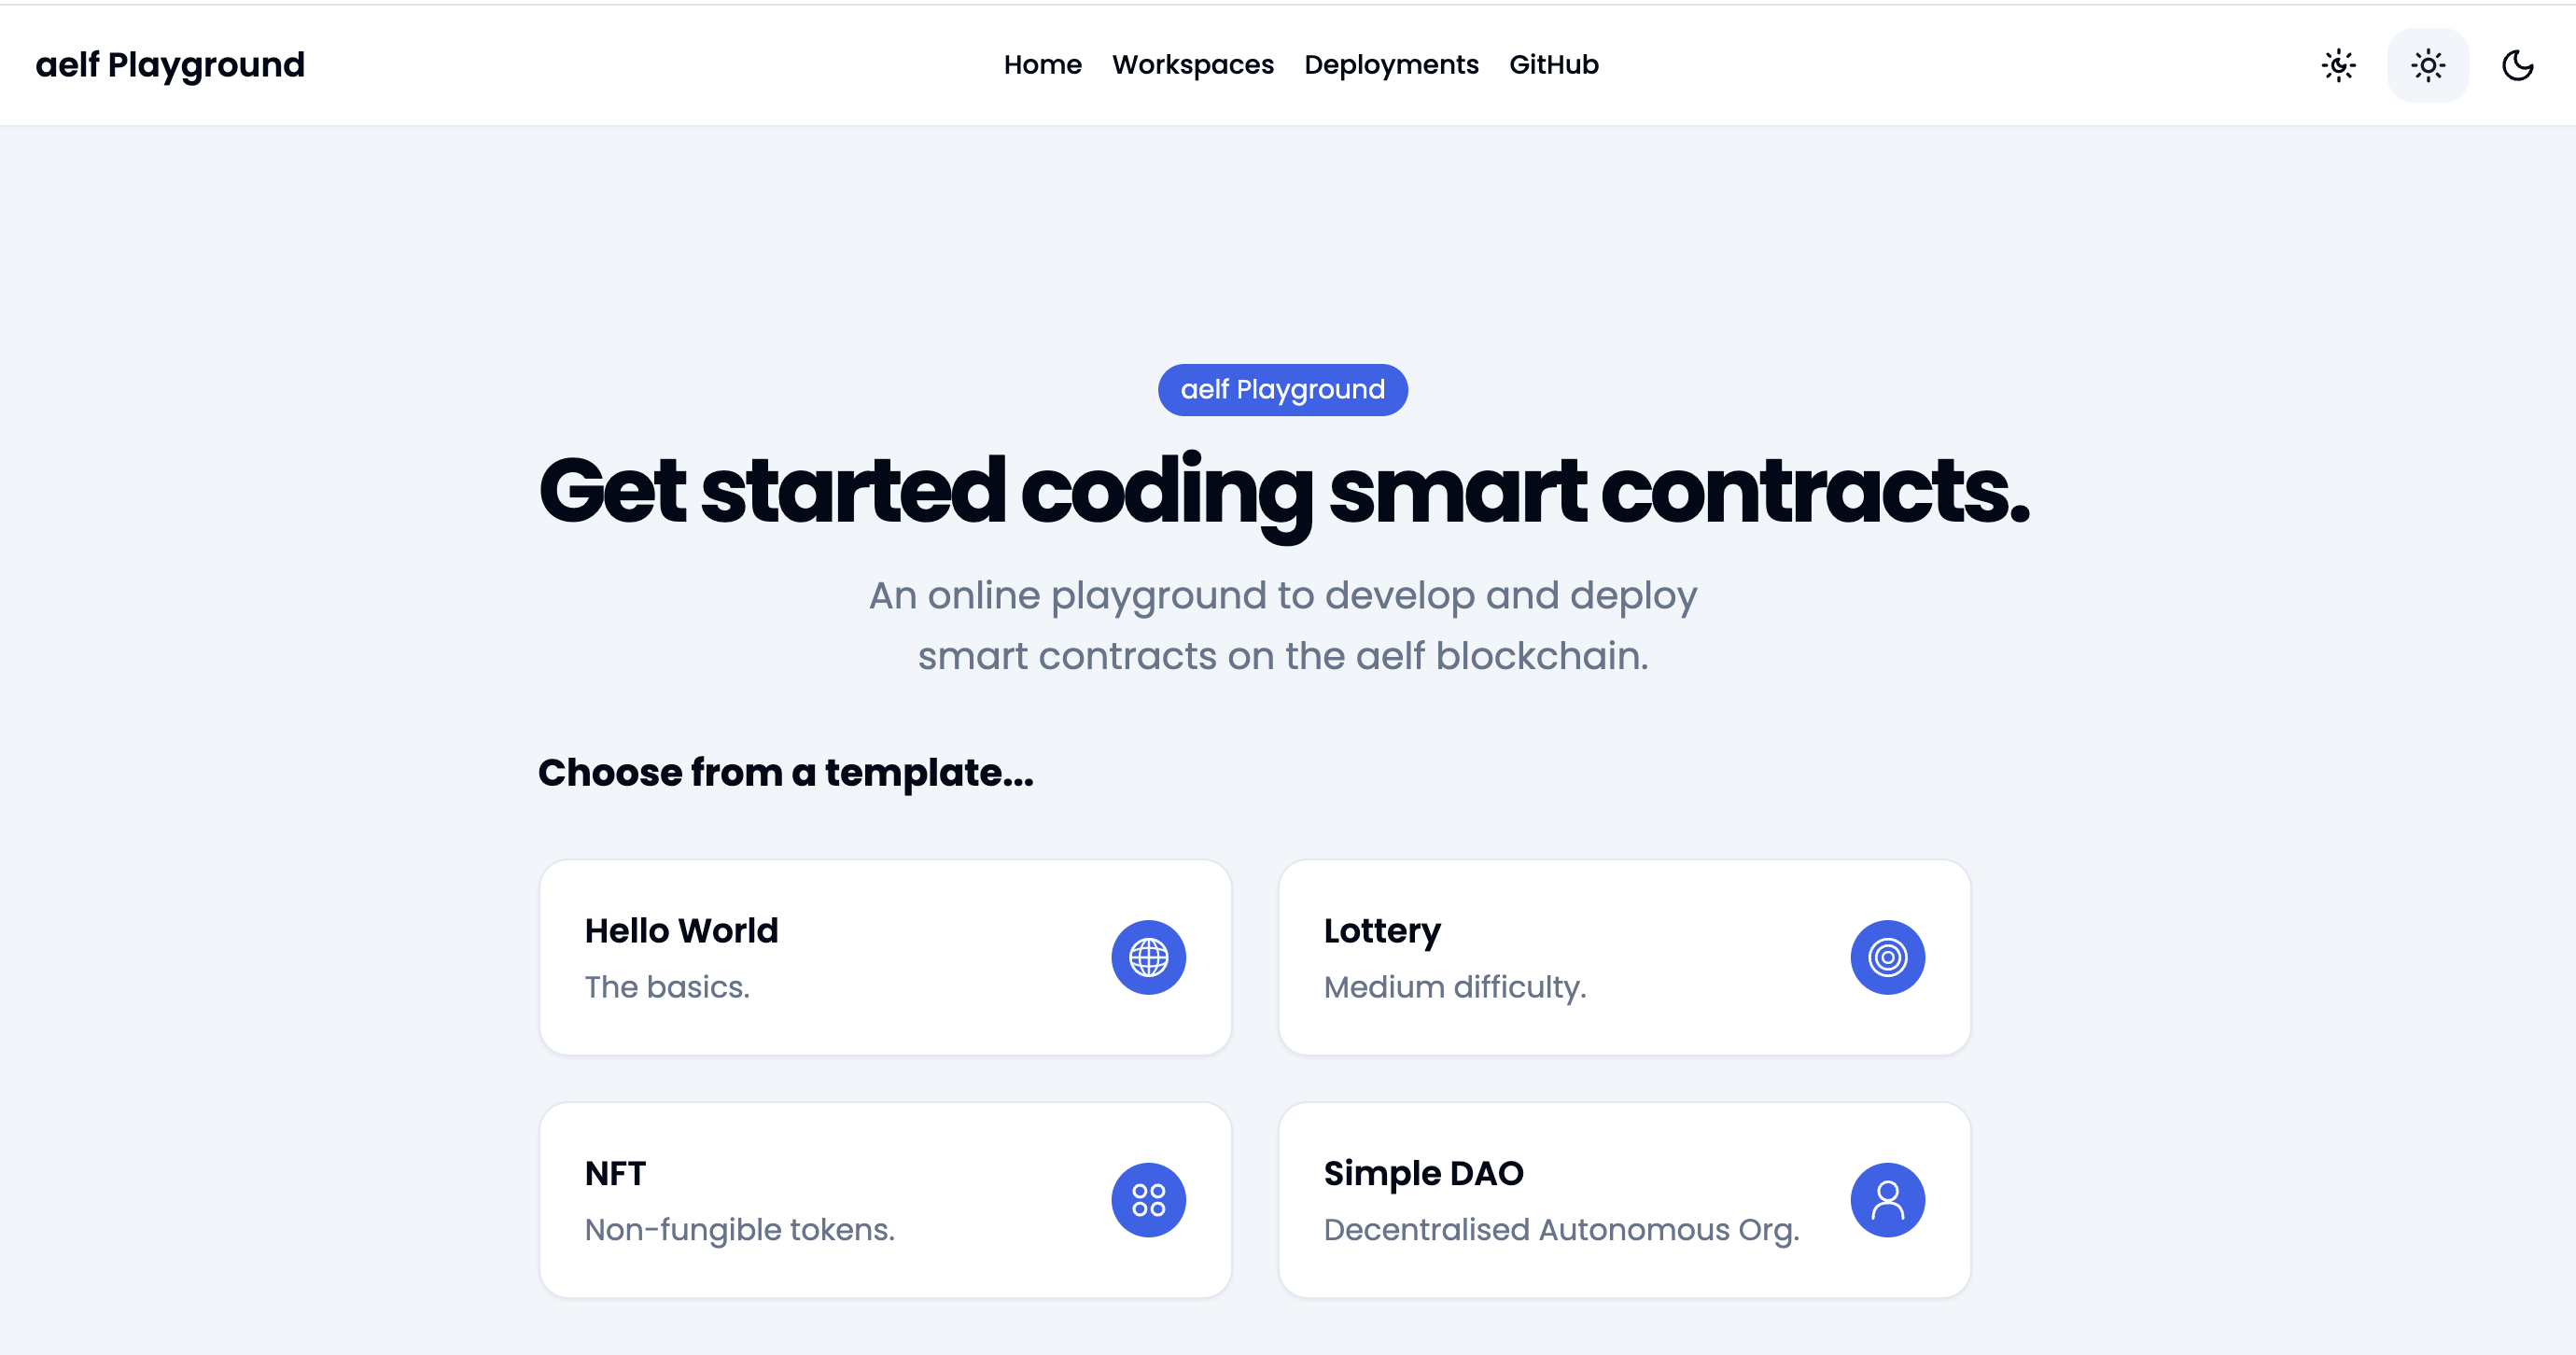 aelf Playground
Home Workspaces Deployments GitHub
aelf Playground
Get started coding smart contracts.
An online playground to develop and deploy
smart contracts on the aelf blockchain.
Choose from a template...
Hello World
The basics.
Lottery
Medium difficulty.
NFT
Non-fungible tokens.
Simple DAO
Decentralised Autonomous Org.